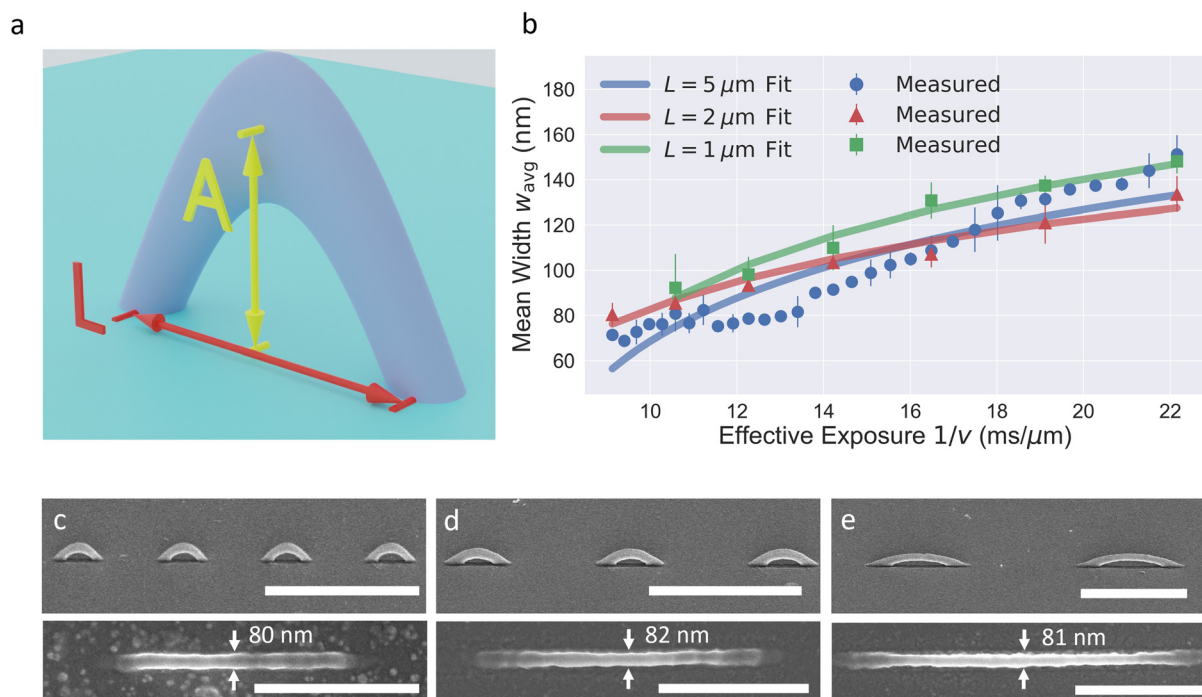 a
A
L
b
L = 5 μm Fit
Measured
L = 2 μm Fit
Measured
L = 1 μm Fit
Measured
Mean Width w_avg (nm)
180
160
140
120
100
80
60
10
12
14
16
18
20
22
Effective Exposure 1/v (ms/μm)
c
d
e
80 nm
82 nm
81 nm